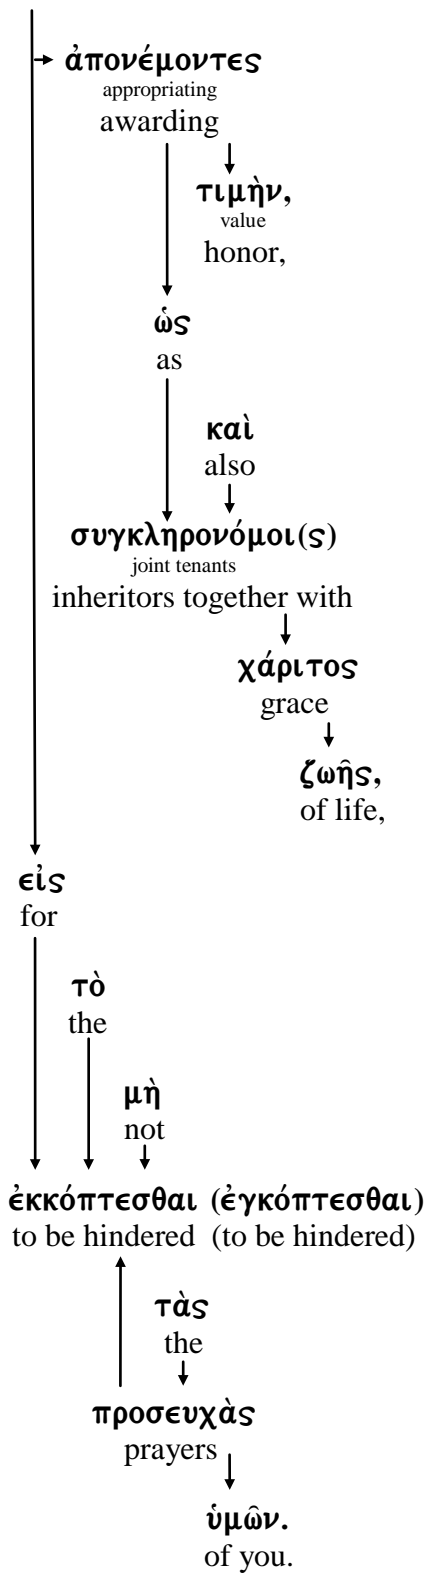 ἀπονέμοντες
appropriating
awarding
τιμὴν,
value
honor,
ὡς
as
καὶ
also
συγκληρονόμοι(ς)
joint tenants
inheritors together with
χάριτος
grace
ζωῆς,
of life,
εἰς
for
τὸ
the
μὴ
not
ἐκκόπτεσθαι (ἐγκόπτεσθαι)
to be hindered (to be hindered)
τὰς
the
προσευχὰς
prayers
ὑμῶν.
of you.